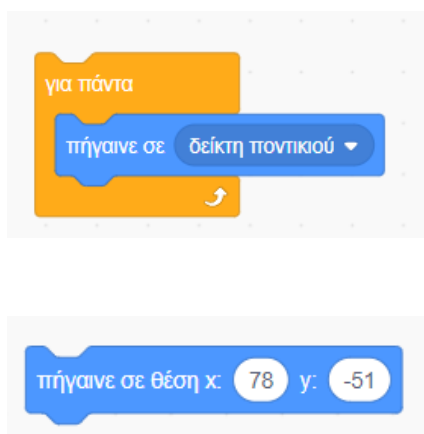 για πάντα
πήγαινε σε δείκτη ποντικιού
πήγαινε σε θέση x: 78 y: -51